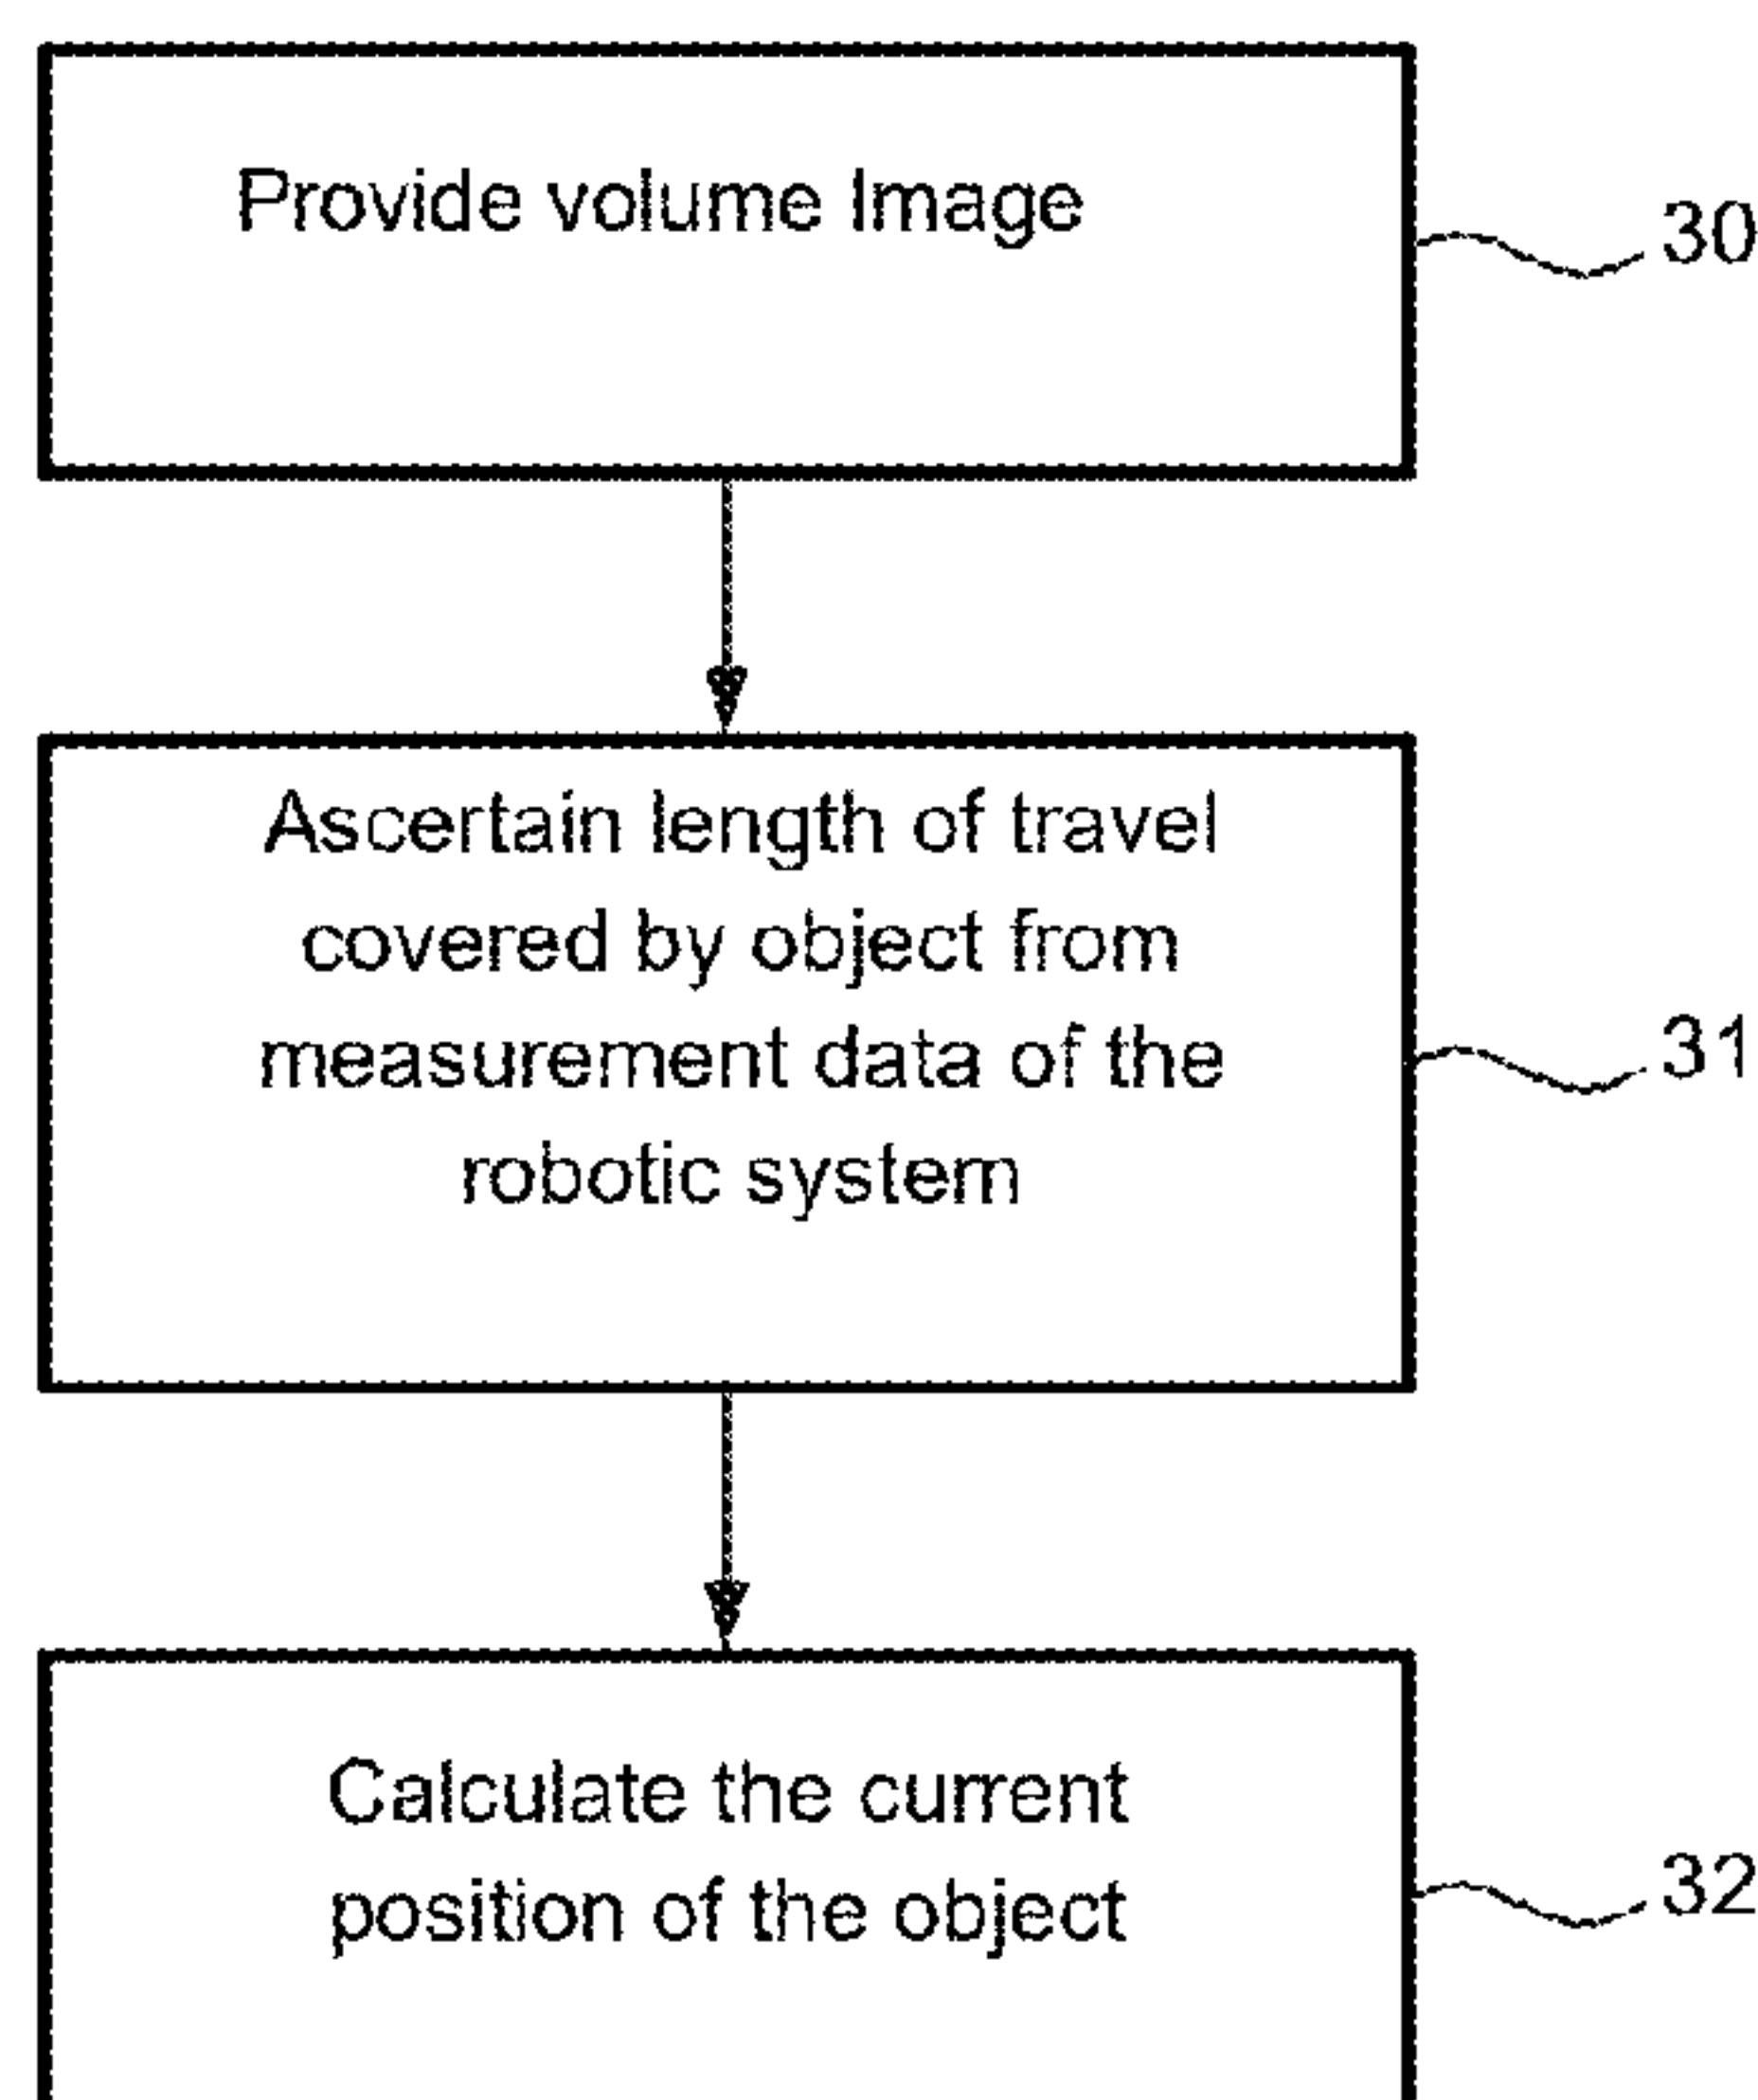 Provide volume Image
30
Ascertain length of travel
covered by object from
measurement data of the
robotic system
31
Calculate the current
position of the object
32